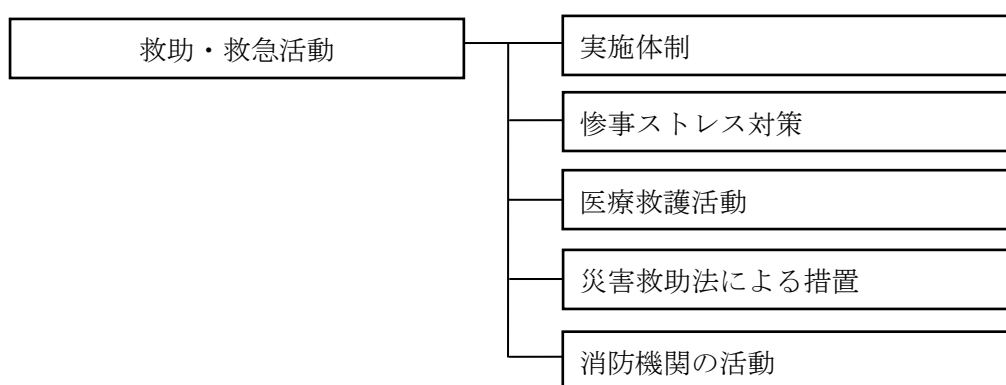 救助・救急活動
実施体制
惨事ストレス対策
医療救護活動
災害救助法による措置
消防機関の活動